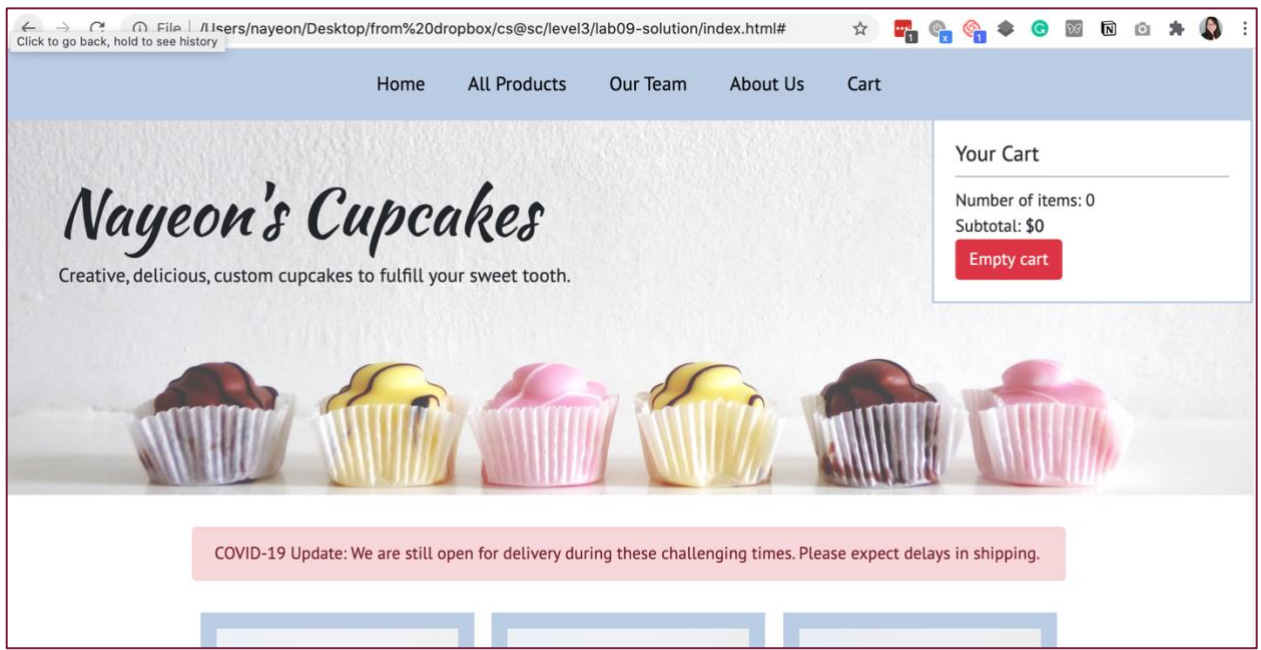 File | /Users/nayeon/Desktop/from%20dropbox/cs@sc/level3/lab09-solution/index.html#
1
x
1
Click to go back, hold to see history
Home All Products Our Team About Us Cart
Your Cart
Number of items: 0
Subtotal: $0
Empty cart
Nayeon's Cupcakes
Creative, delicious, custom cupcakes to fulfill your sweet tooth.
COVID-19 Update: We are still open for delivery during these challenging times. Please expect delays in shipping.